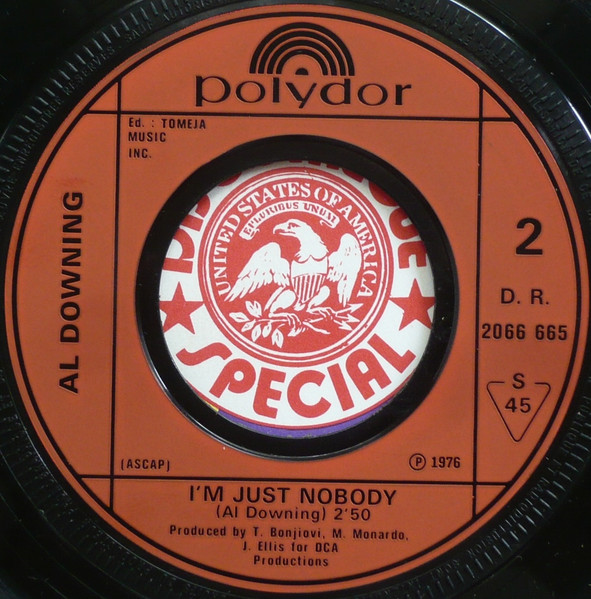 polydor
Ed. : TOMEJA
MUSIC
INC.
AL DOWNING
UNITED STATES OF AMERICA
E PLURIBUS UNUM
SPECIAL
2
D. R.
2066 665
S
45
(ASCAP)
Ⓟ 1976
I'M JUST NOBODY
(Al Downing) 2'50
Produced by T. Bonjiovi, M. Monardo,
J. Ellis for DCA
Productions